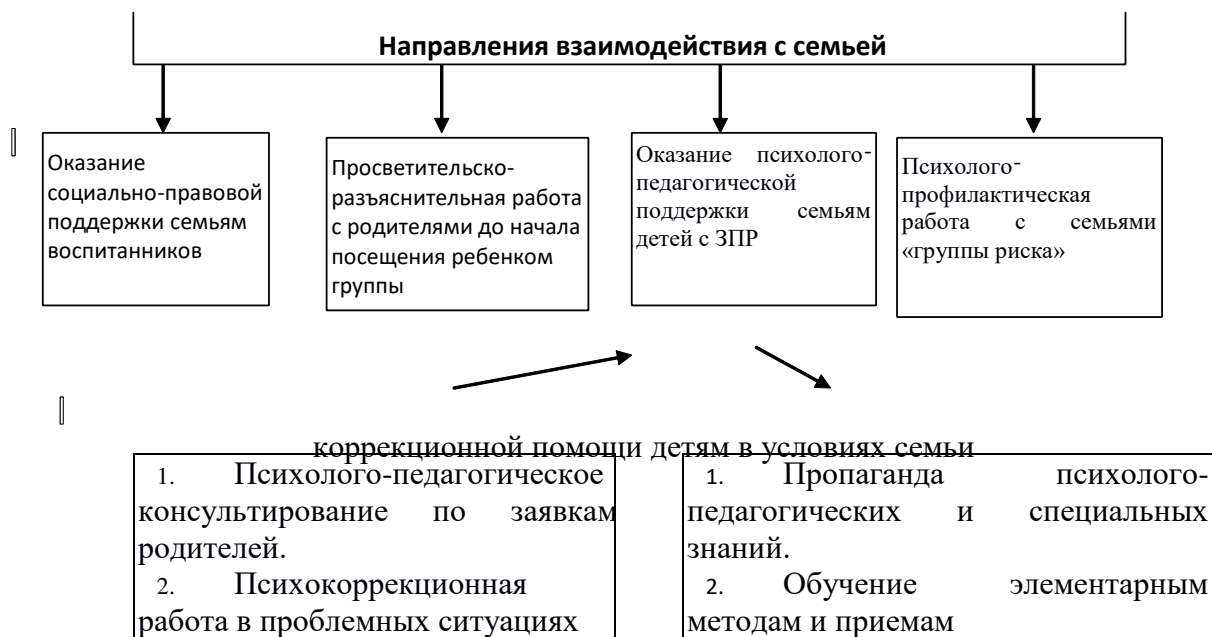 Направления взаимодействия с семьей
Оказание
социально-правовой
поддержки семьям
воспитанников
Просветительско-
разъяснительная работа
с родителями до начала
посещения ребенком
группы
Оказание психолого-
педагогической
поддержки семьям
детей с ЗПР
Психолого-
профилактическая
работа с семьями
«группы риска»
коррекционной помощи детям в условиях семьи
1. Психолого-педагогическое
консультирование по заявкам
родителей.
2. Психокоррекционная
работа в проблемных ситуациях
1. Пропаганда психолого-
педагогических и специальных
знаний.
2. Обучение элементарным
методам и приемам